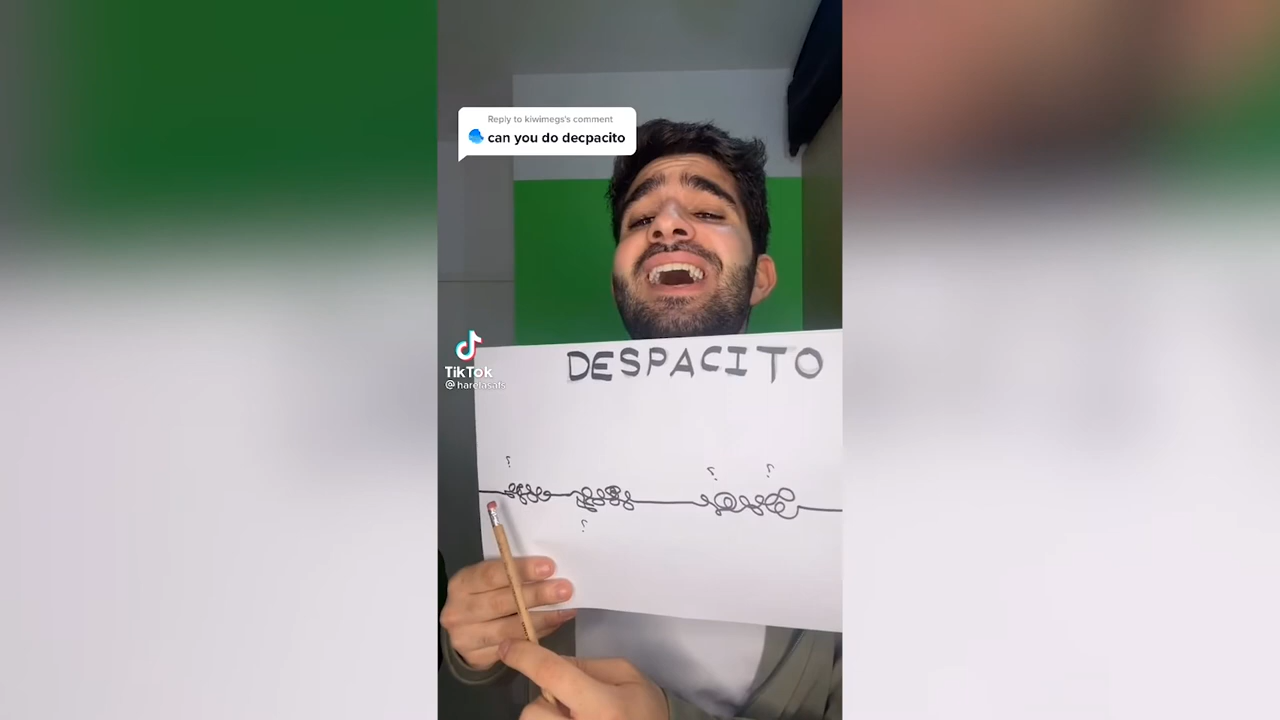 Reply to kiwimegs's comment
can you do decpacito
TikTok
@harelasafs
DESPACITO
?
? ?
?